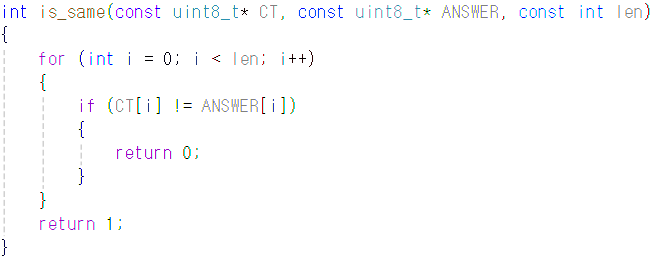 int is_same(const uint8_t* CT, const uint8_t* ANSWER, const int len)
{
    for (int i = 0; i < len; i++)
    {
        if (CT[i] != ANSWER[i])
        {
            return 0;
        }
    }
    return 1;
}